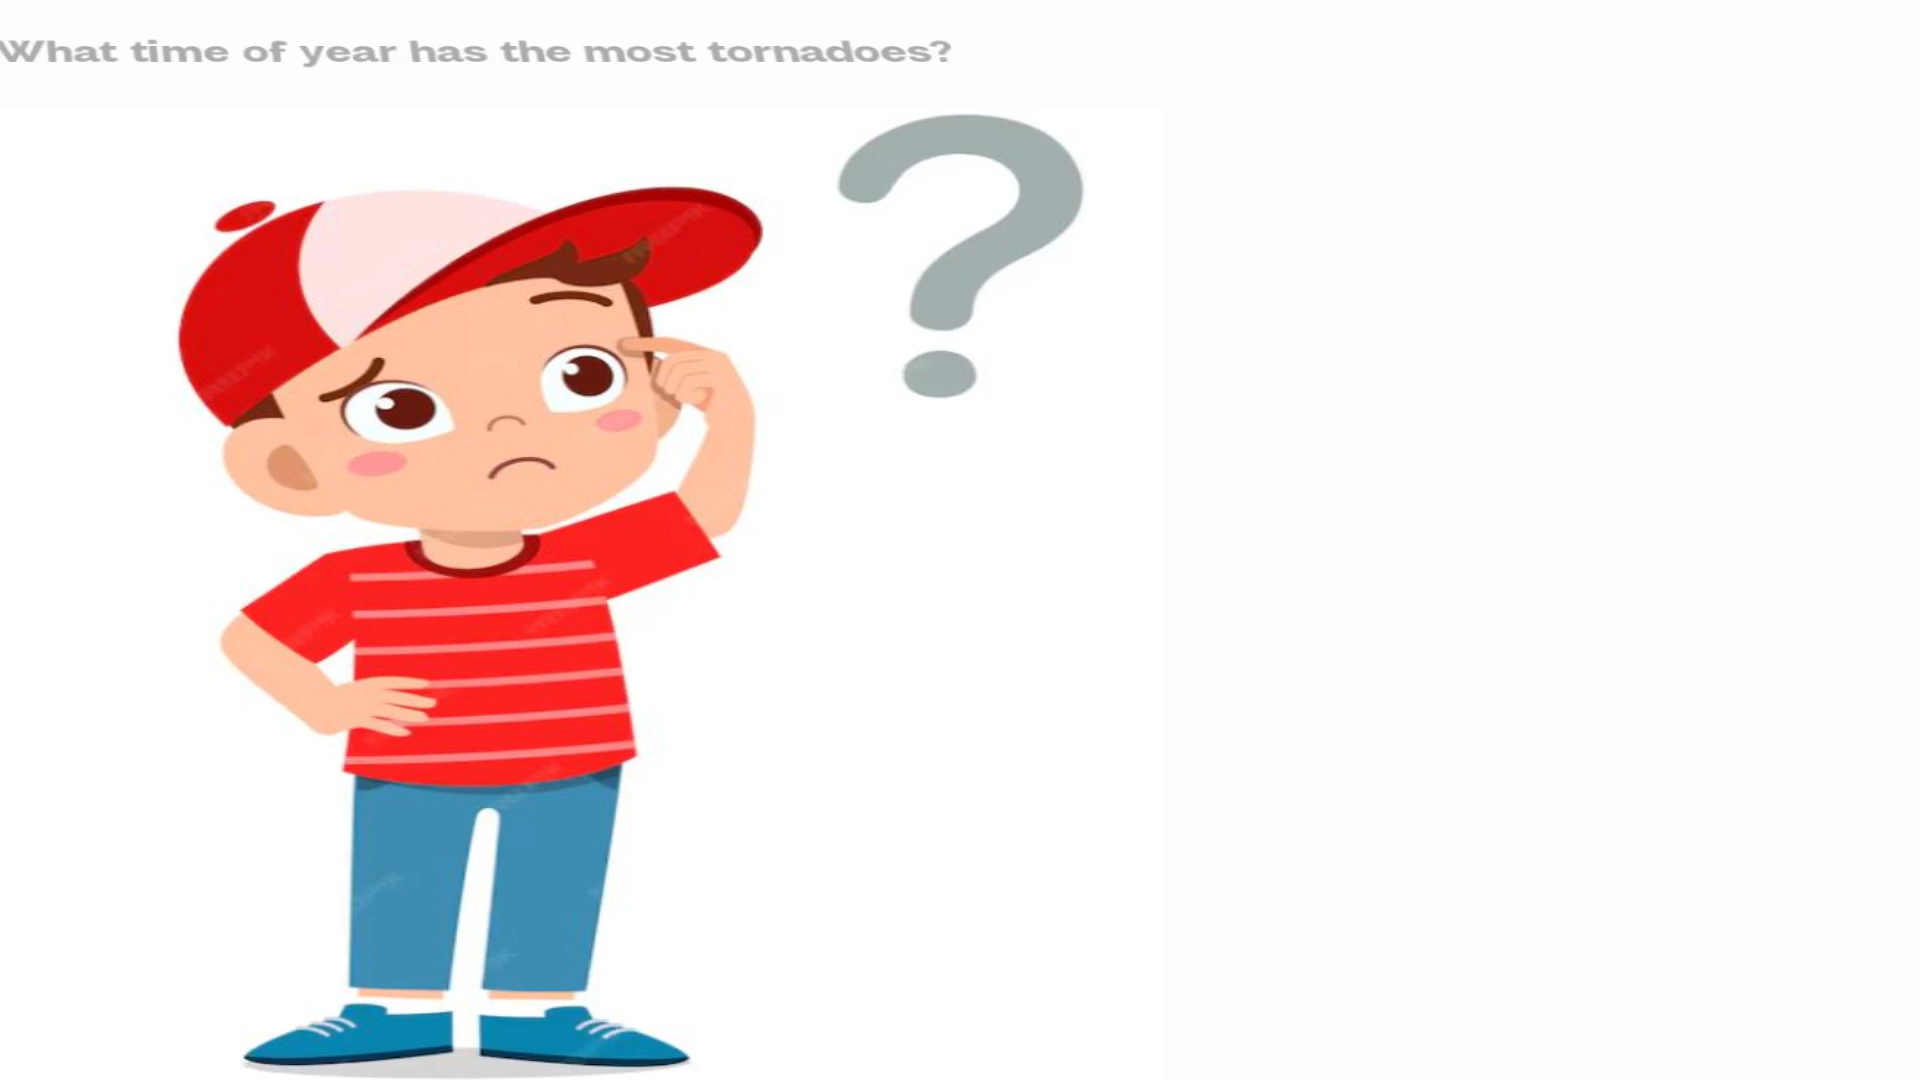 What time of year has the most tornadoes?
?